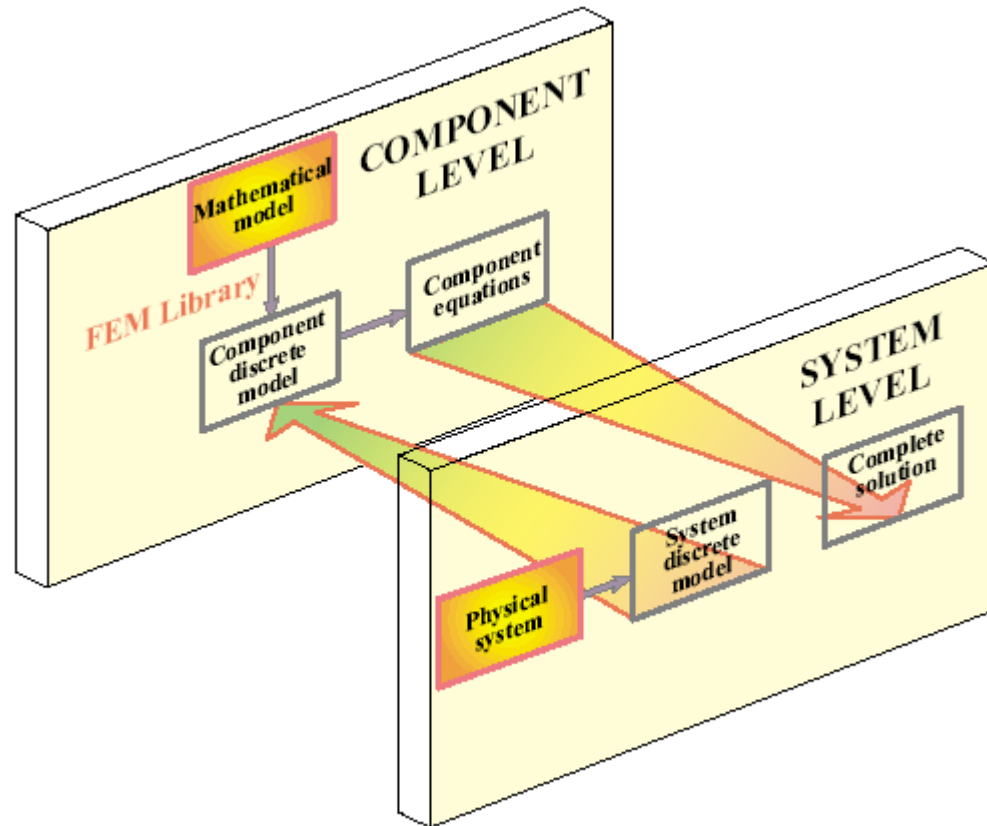 COMPONENT
LEVEL
Mathematical
model
FEM Library
Component
discrete
model
Component
equations
SYSTEM
LEVEL
Complete
solution
System
discrete
model
Physical
system